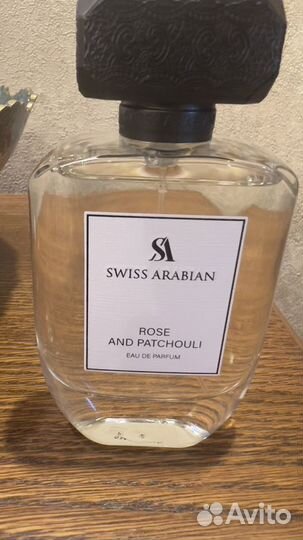 SA
SWISS ARABIAN
ROSE
AND PATCHOULI
EAU DE PARFUM
Avito